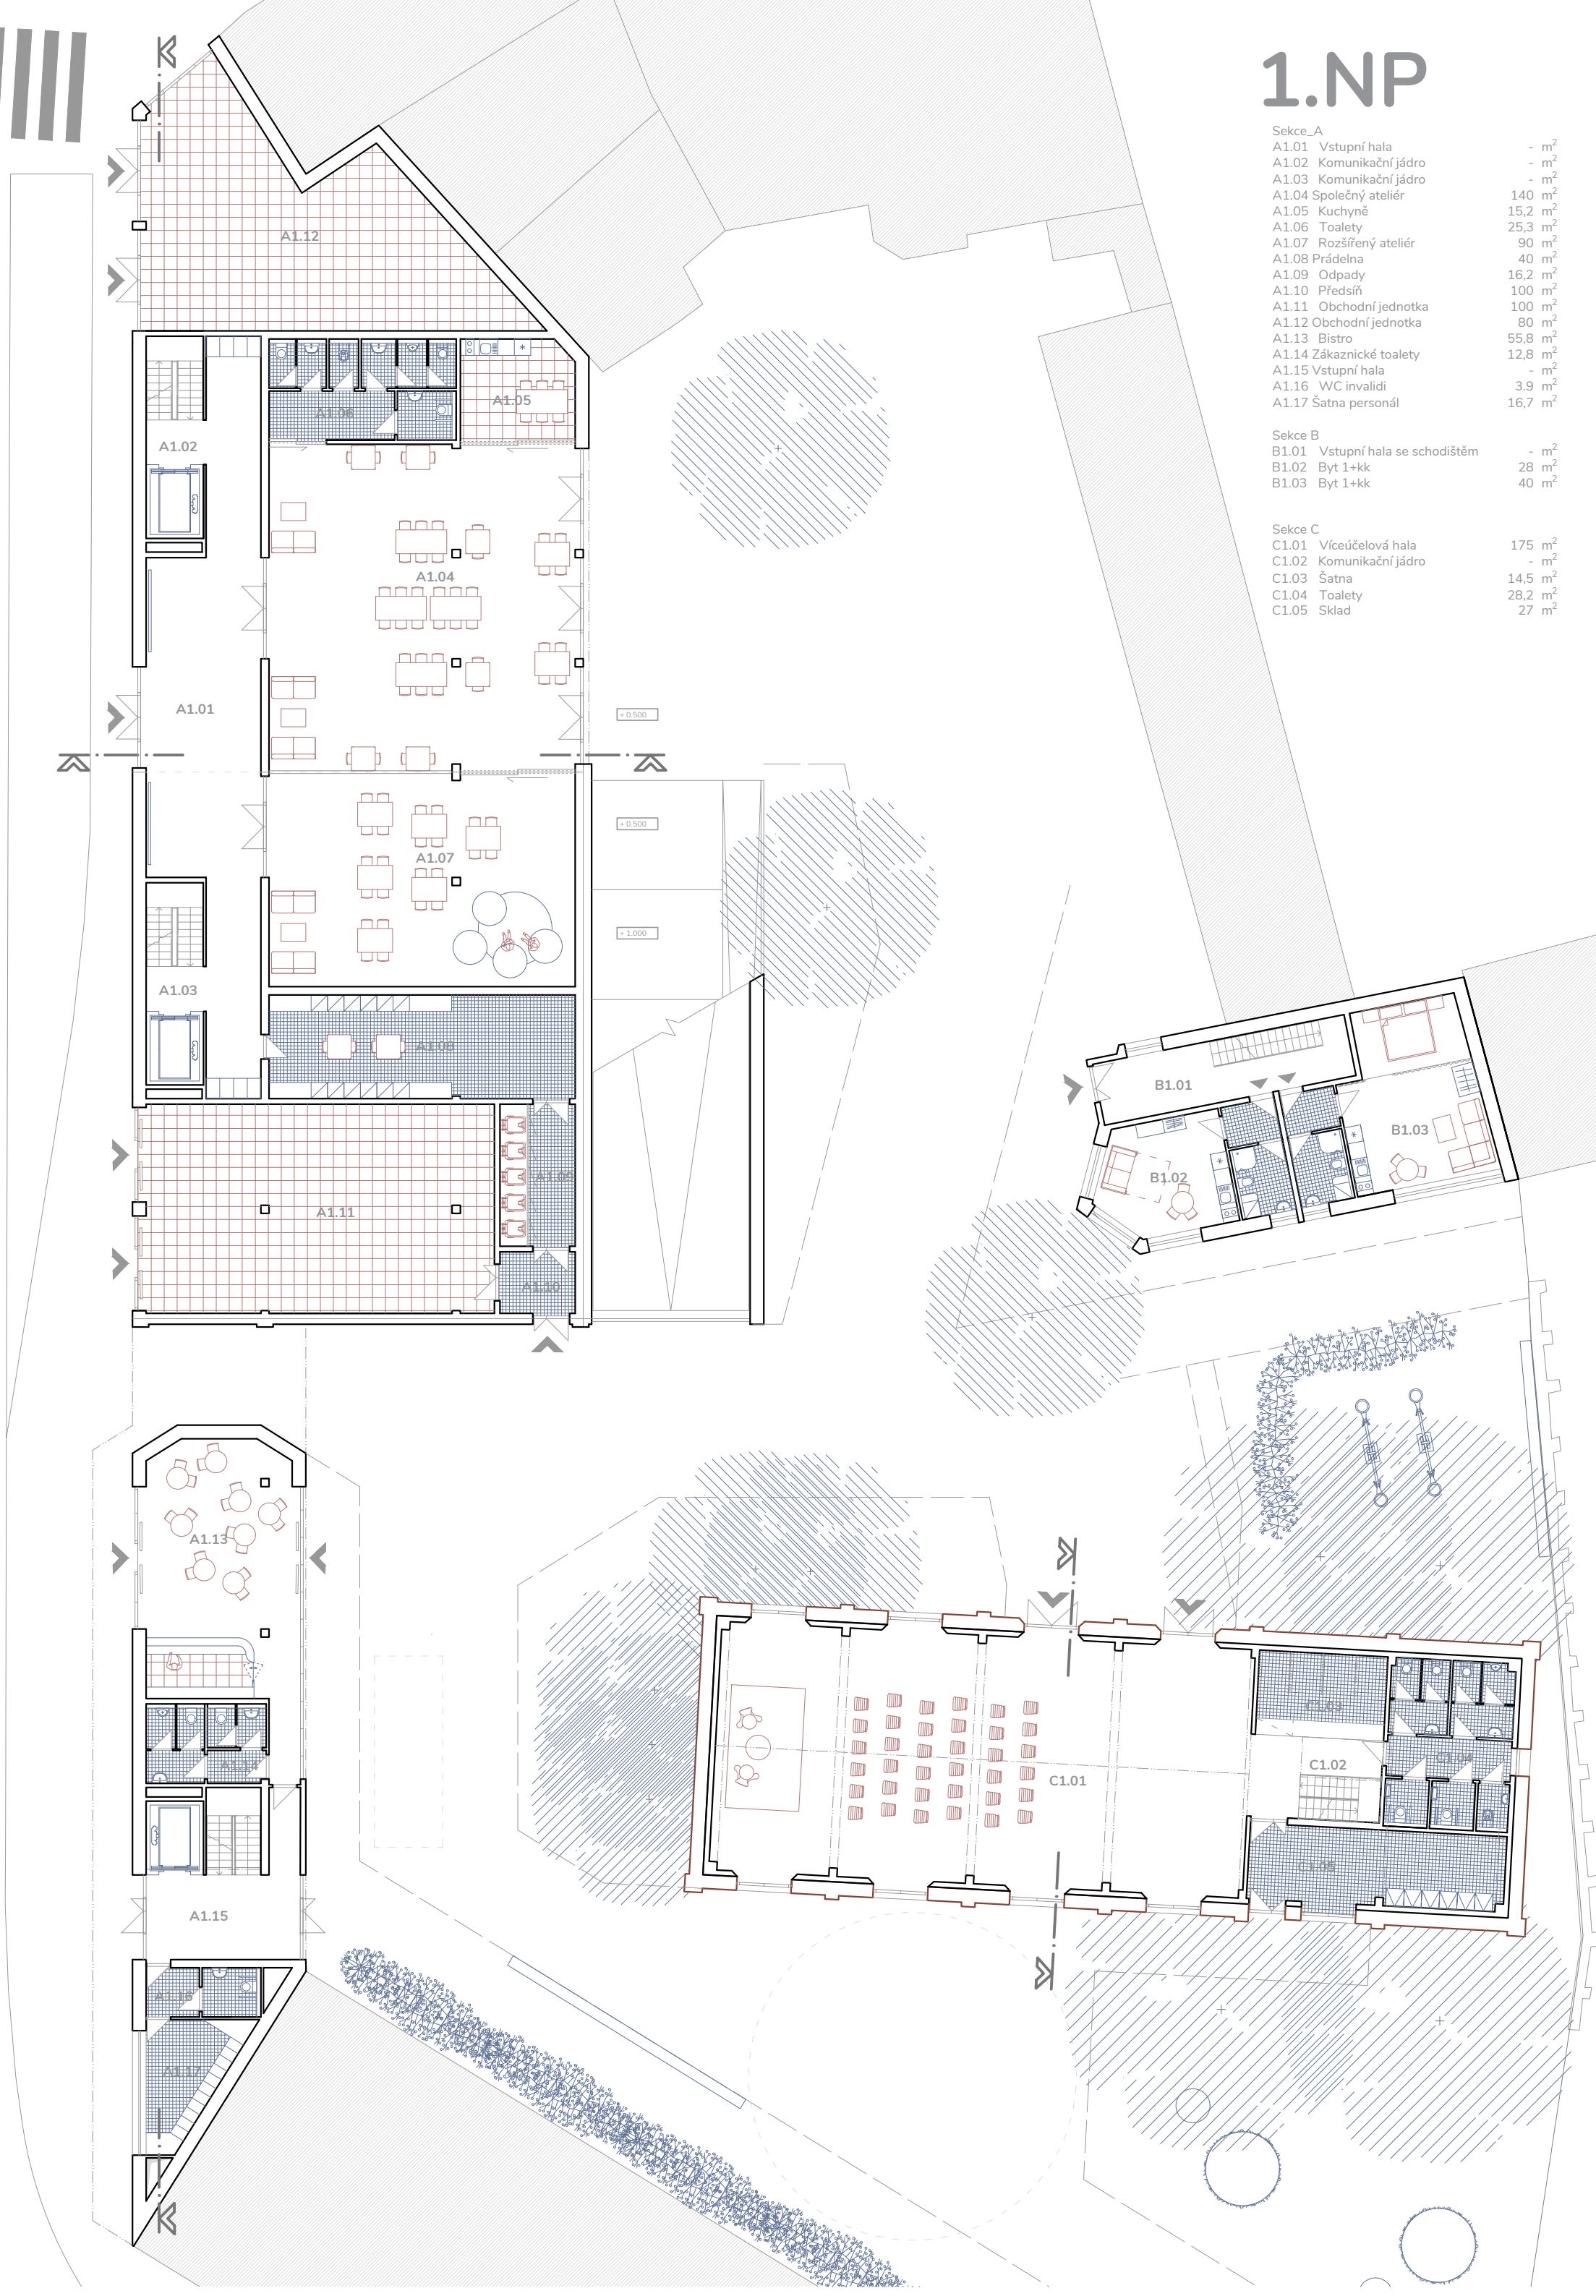 1.NP
Sekce_A
A1.01 Vstupní hala - m²
A1.02 Komunikační jádro - m²
A1.03 Komunikační jádro - m²
A1.04 Společný ateliér 140 m²
A1.05 Kuchyně 15,2 m²
A1.06 Toalety 25,3 m²
A1.07 Rozšířený ateliér 90 m²
A1.08 Prádelna 40 m²
A1.09 Odpady 16,2 m²
A1.10 Předsíň 100 m²
A1.11 Obchodní jednotka 100 m²
A1.12 Obchodní jednotka 80 m²
A1.13 Bistro 55,8 m²
A1.14 Zákaznické toalety 12,8 m²
A1.15 Vstupní hala - m²
A1.16 WC invalidi 3.9 m²
A1.17 Šatna personál 16,7 m²
Sekce B
B1.01 Vstupní hala se schodištěm - m²
B1.02 Byt 1+kk 28 m²
B1.03 Byt 1+kk 40 m²
Sekce C
C1.01 Víceúčelová hala 175 m²
C1.02 Komunikační jádro - m²
C1.03 Šatna 14,5 m²
C1.04 Toalety 28,2 m²
C1.05 Sklad 27 m²
A1.12
A1.05
A1.06
A1.02
A1.04
A1.01
+ 0.500
+ 0.500
A1.07
+ 1.000
A1.03
A1.08
B1.01
B1.03
B1.02
A1.09
A1.11
A1.10
A1.13
C1.03
A1.14
C1.04
C1.02
C1.01
C1.05
A1.15
A1.16
A1.17